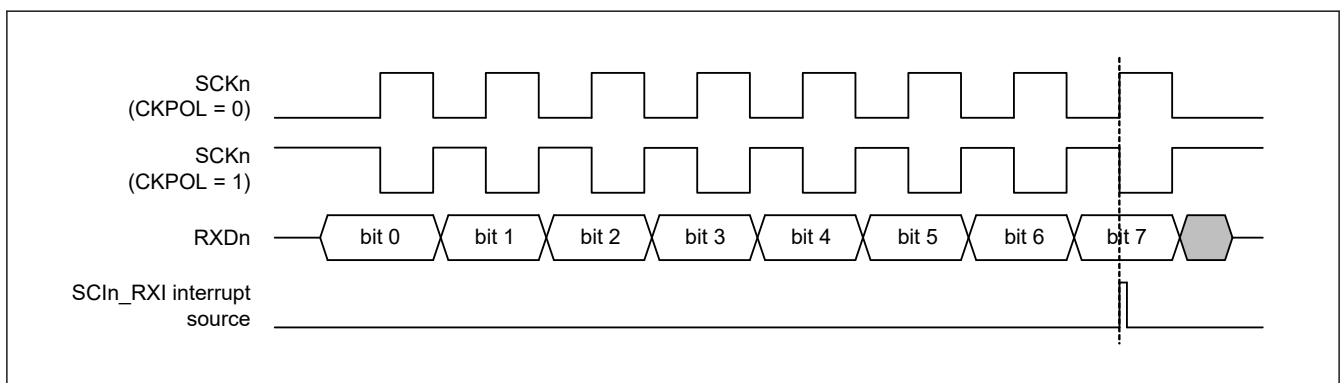 SCKn
(CKPOL = 0)
SCKn
(CKPOL = 1)
RXDn
bit 0
bit 1
bit 2
bit 3
bit 4
bit 5
bit 6
bit 7
SCIn_RXI interrupt
source